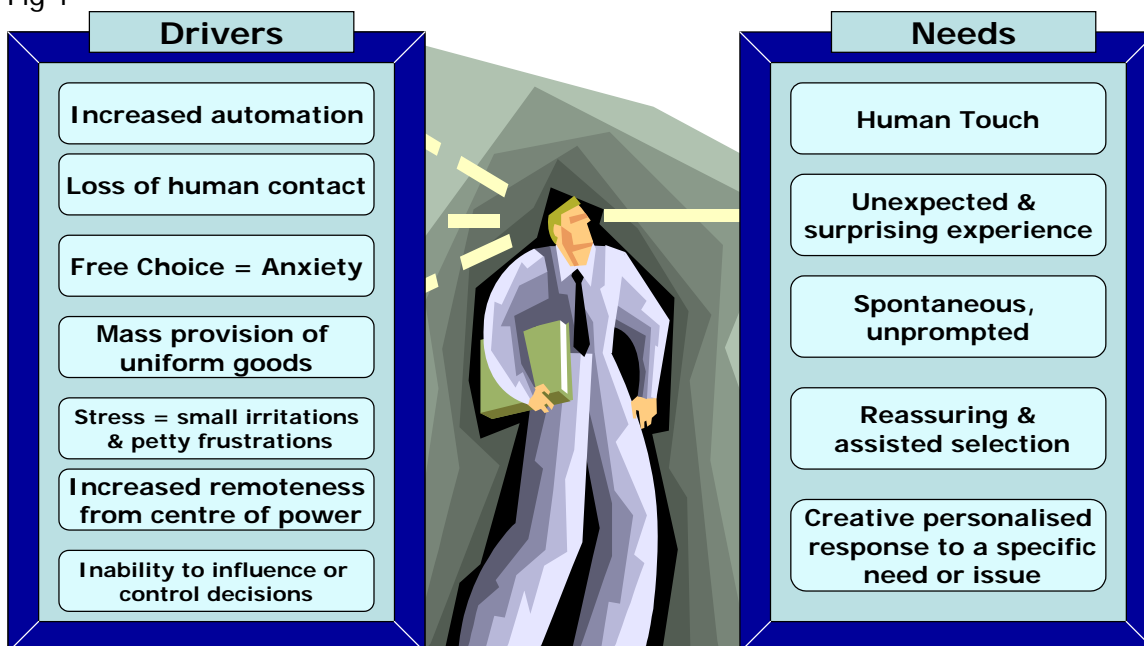 Drivers
Increased automation
Loss of human contact
Free Choice = Anxiety
Mass provision of
uniform goods
Stress = small irritations
& petty frustrations
Increased remoteness
from centre of power
Inability to influence or
control decisions
Needs
Human Touch
Unexpected &
surprising experience
Spontaneous,
unprompted
Reassuring &
assisted selection
Creative personalised
response to a specific
need or issue